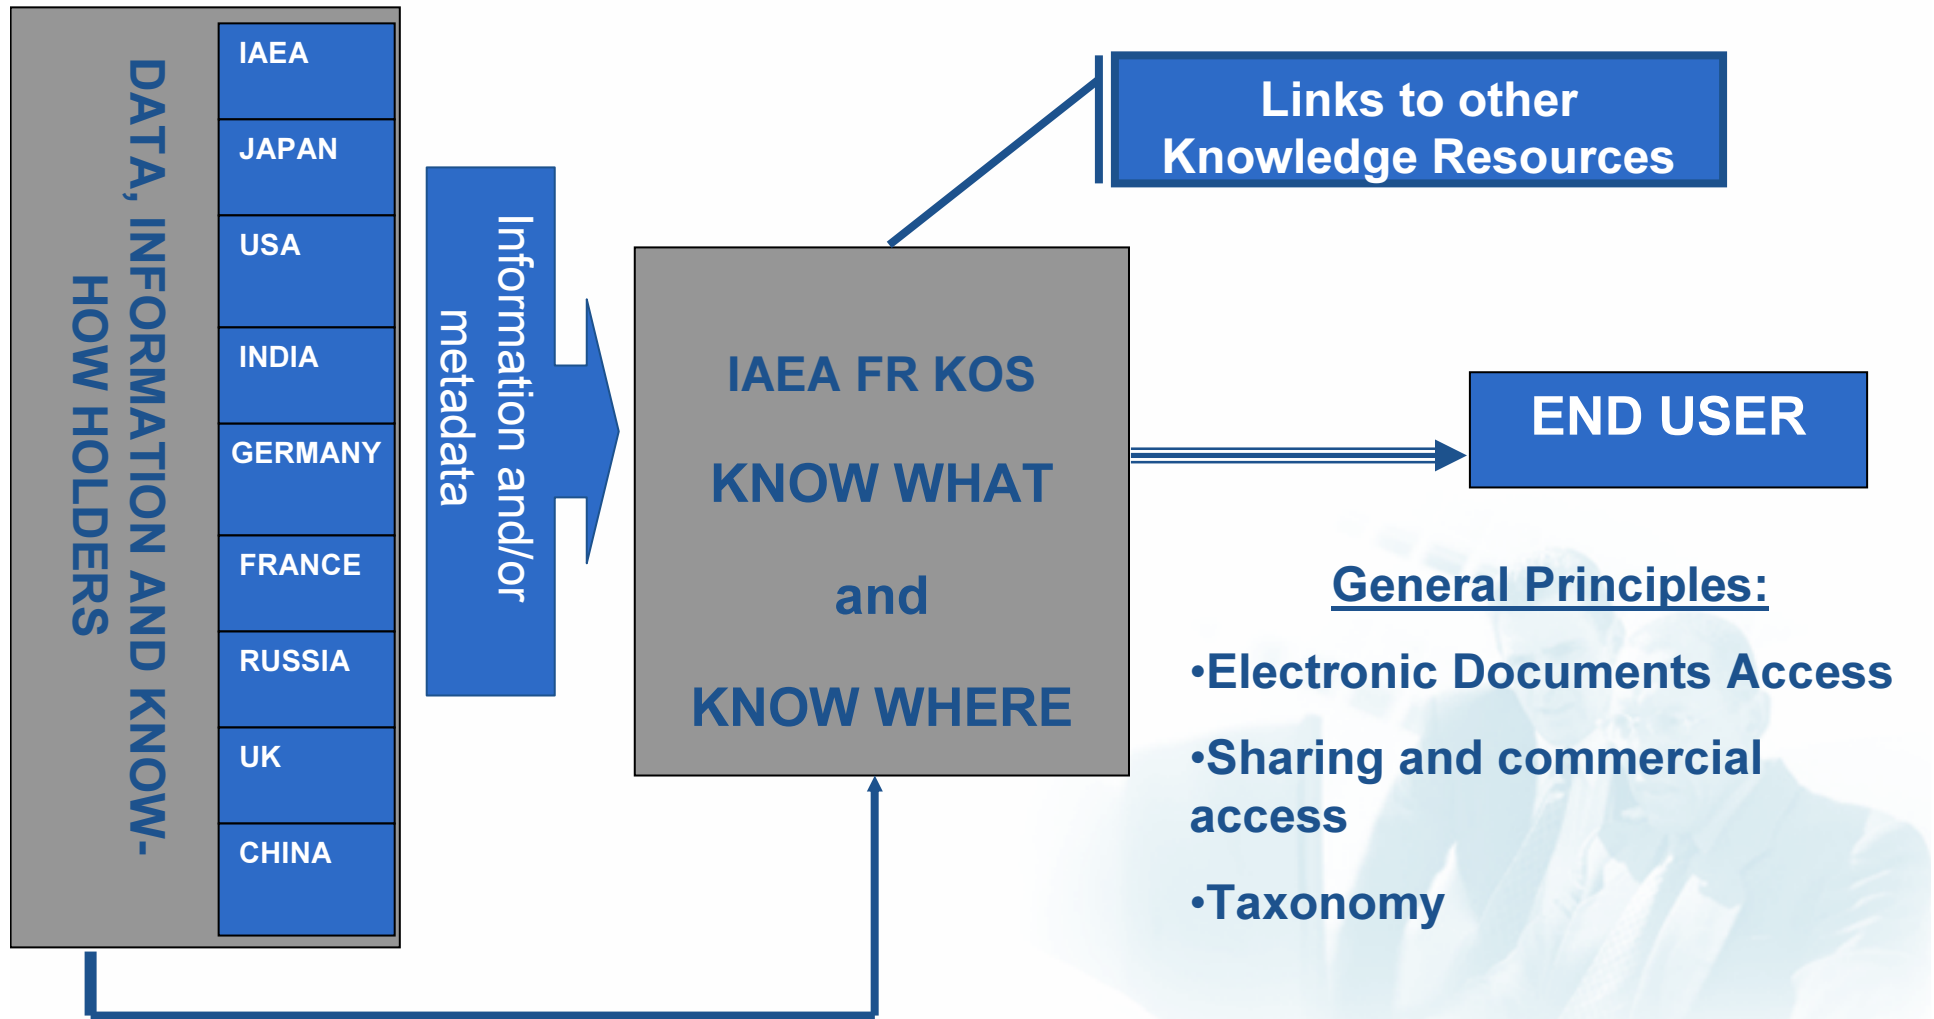 DATA, INFORMATION AND KNOW-
HOW HOLDERS
IAEA
JAPAN
USA
INDIA
GERMANY
FRANCE
RUSSIA
UK
CHINA
Information and/or
metadata
IAEA FR KOS
KNOW WHAT
and
KNOW WHERE
Links to other
Knowledge Resources
END USER
General Principles:
•Electronic Documents Access
•Sharing and commercial
access
•Taxonomy